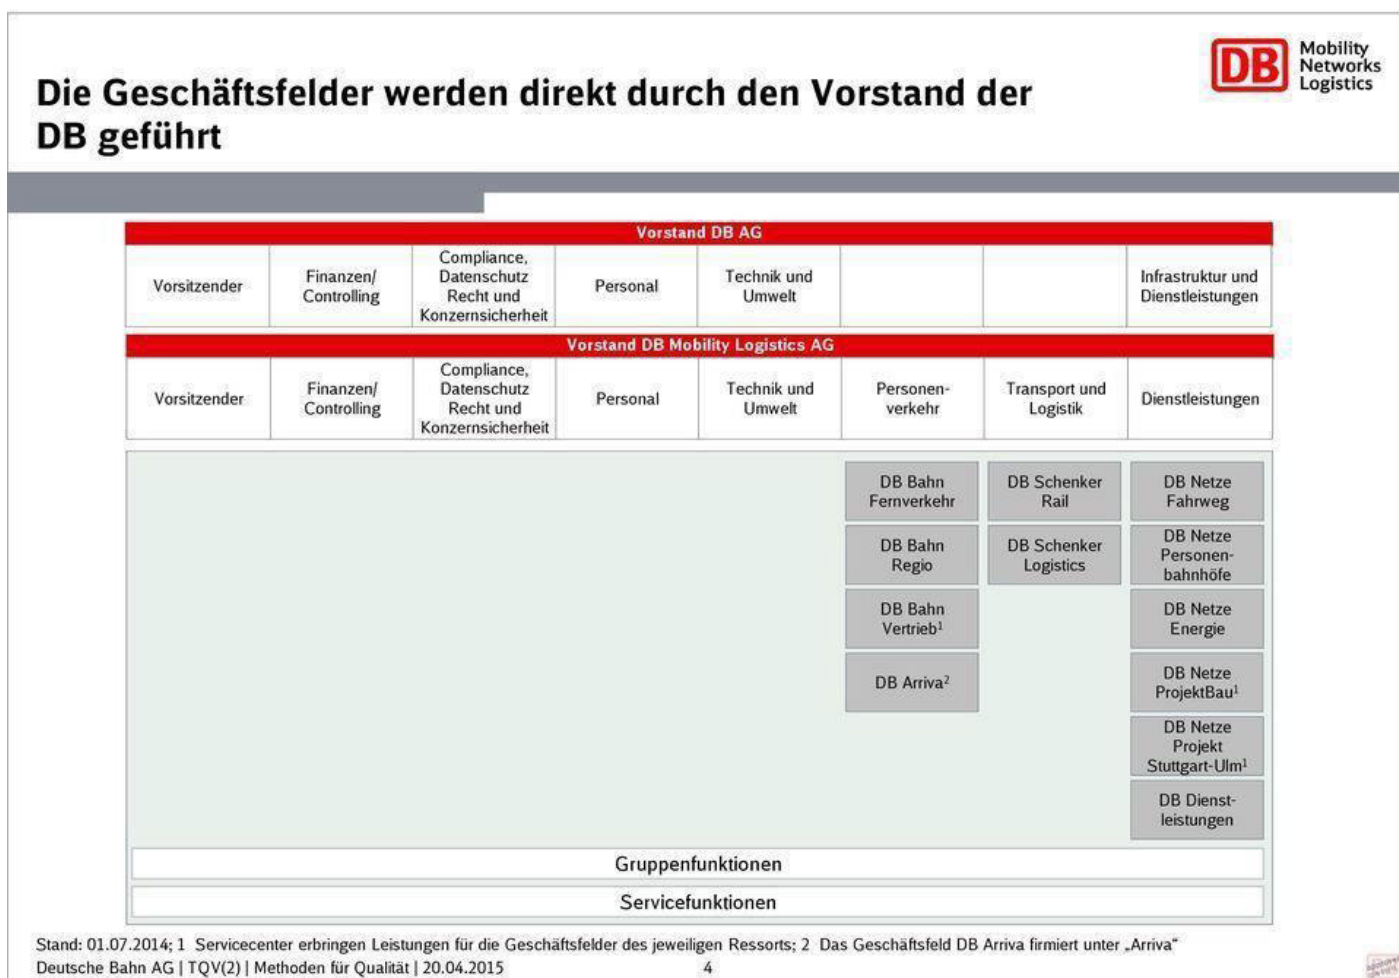 Die Geschäftsfelder werden direkt durch den Vorstand der
DB geführt
DB
Mobility
Networks
Logistics
Vorstand DB AG
Vorsitzender
Finanzen/
Controlling
Compliance,
Datenschutz
Recht und
Konzernsicherheit
Personal
Technik und
Umwelt
Infrastruktur und
Dienstleistungen
Vorstand DB Mobility Logistics AG
Vorsitzender
Finanzen/
Controlling
Compliance,
Datenschutz
Recht und
Konzernsicherheit
Personal
Technik und
Umwelt
Personen-
verkehr
Transport und
Logistik
Dienstleistungen
DB Bahn
Fernverkehr
DB Bahn
Regio
DB Bahn
Vertrieb¹
DB Arriva²
DB Schenker
Rail
DB Schenker
Logistics
DB Netze
Fahrweg
DB Netze
Personen-
bahnhöfe
DB Netze
Energie
DB Netze
ProjektBau¹
DB Netze
Projekt
Stuttgart-Ulm¹
DB Dienst-
leistungen
Gruppenfunktionen
Servicefunktionen
Stand: 01.07.2014; 1 Servicecenter erbringen Leistungen für die Geschäftsfelder des jeweiligen Ressorts; 2 Das Geschäftsfeld DB Arriva firmiert unter „Arriva“
Deutsche Bahn AG | TQV(2) | Methoden für Qualität | 20.04.2015 4